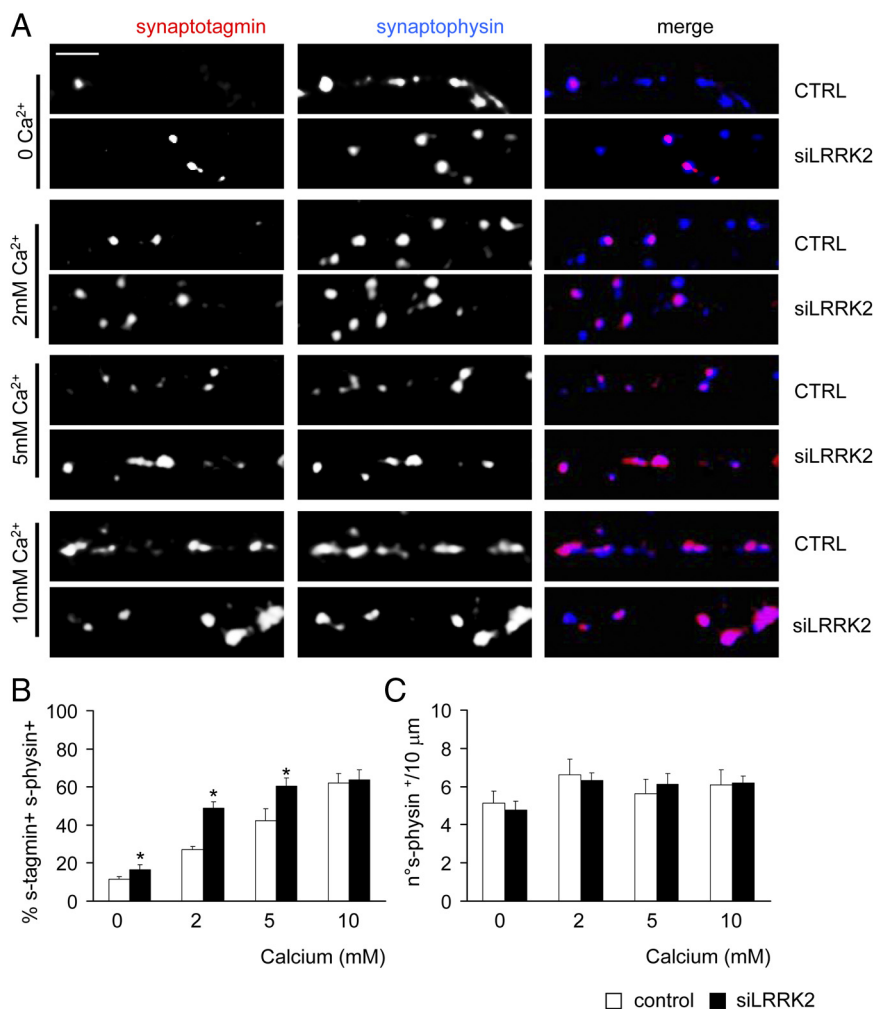 A
synaptotagmin synaptophysin merge
0 Ca²⁺
CTRL
siLRRK2
2mM Ca²⁺
CTRL
siLRRK2
5mM Ca²⁺
CTRL
siLRRK2
10mM Ca²⁺
CTRL
siLRRK2
B
% s-tagmin+ s-physin+
100
80
60
40
20
0
* * *
0 2 5 10
Calcium (mM)
C
n°s-physin ⁺/10 µm
10
8
6
4
2
0
0 2 5 10
Calcium (mM)
control siLRRK2